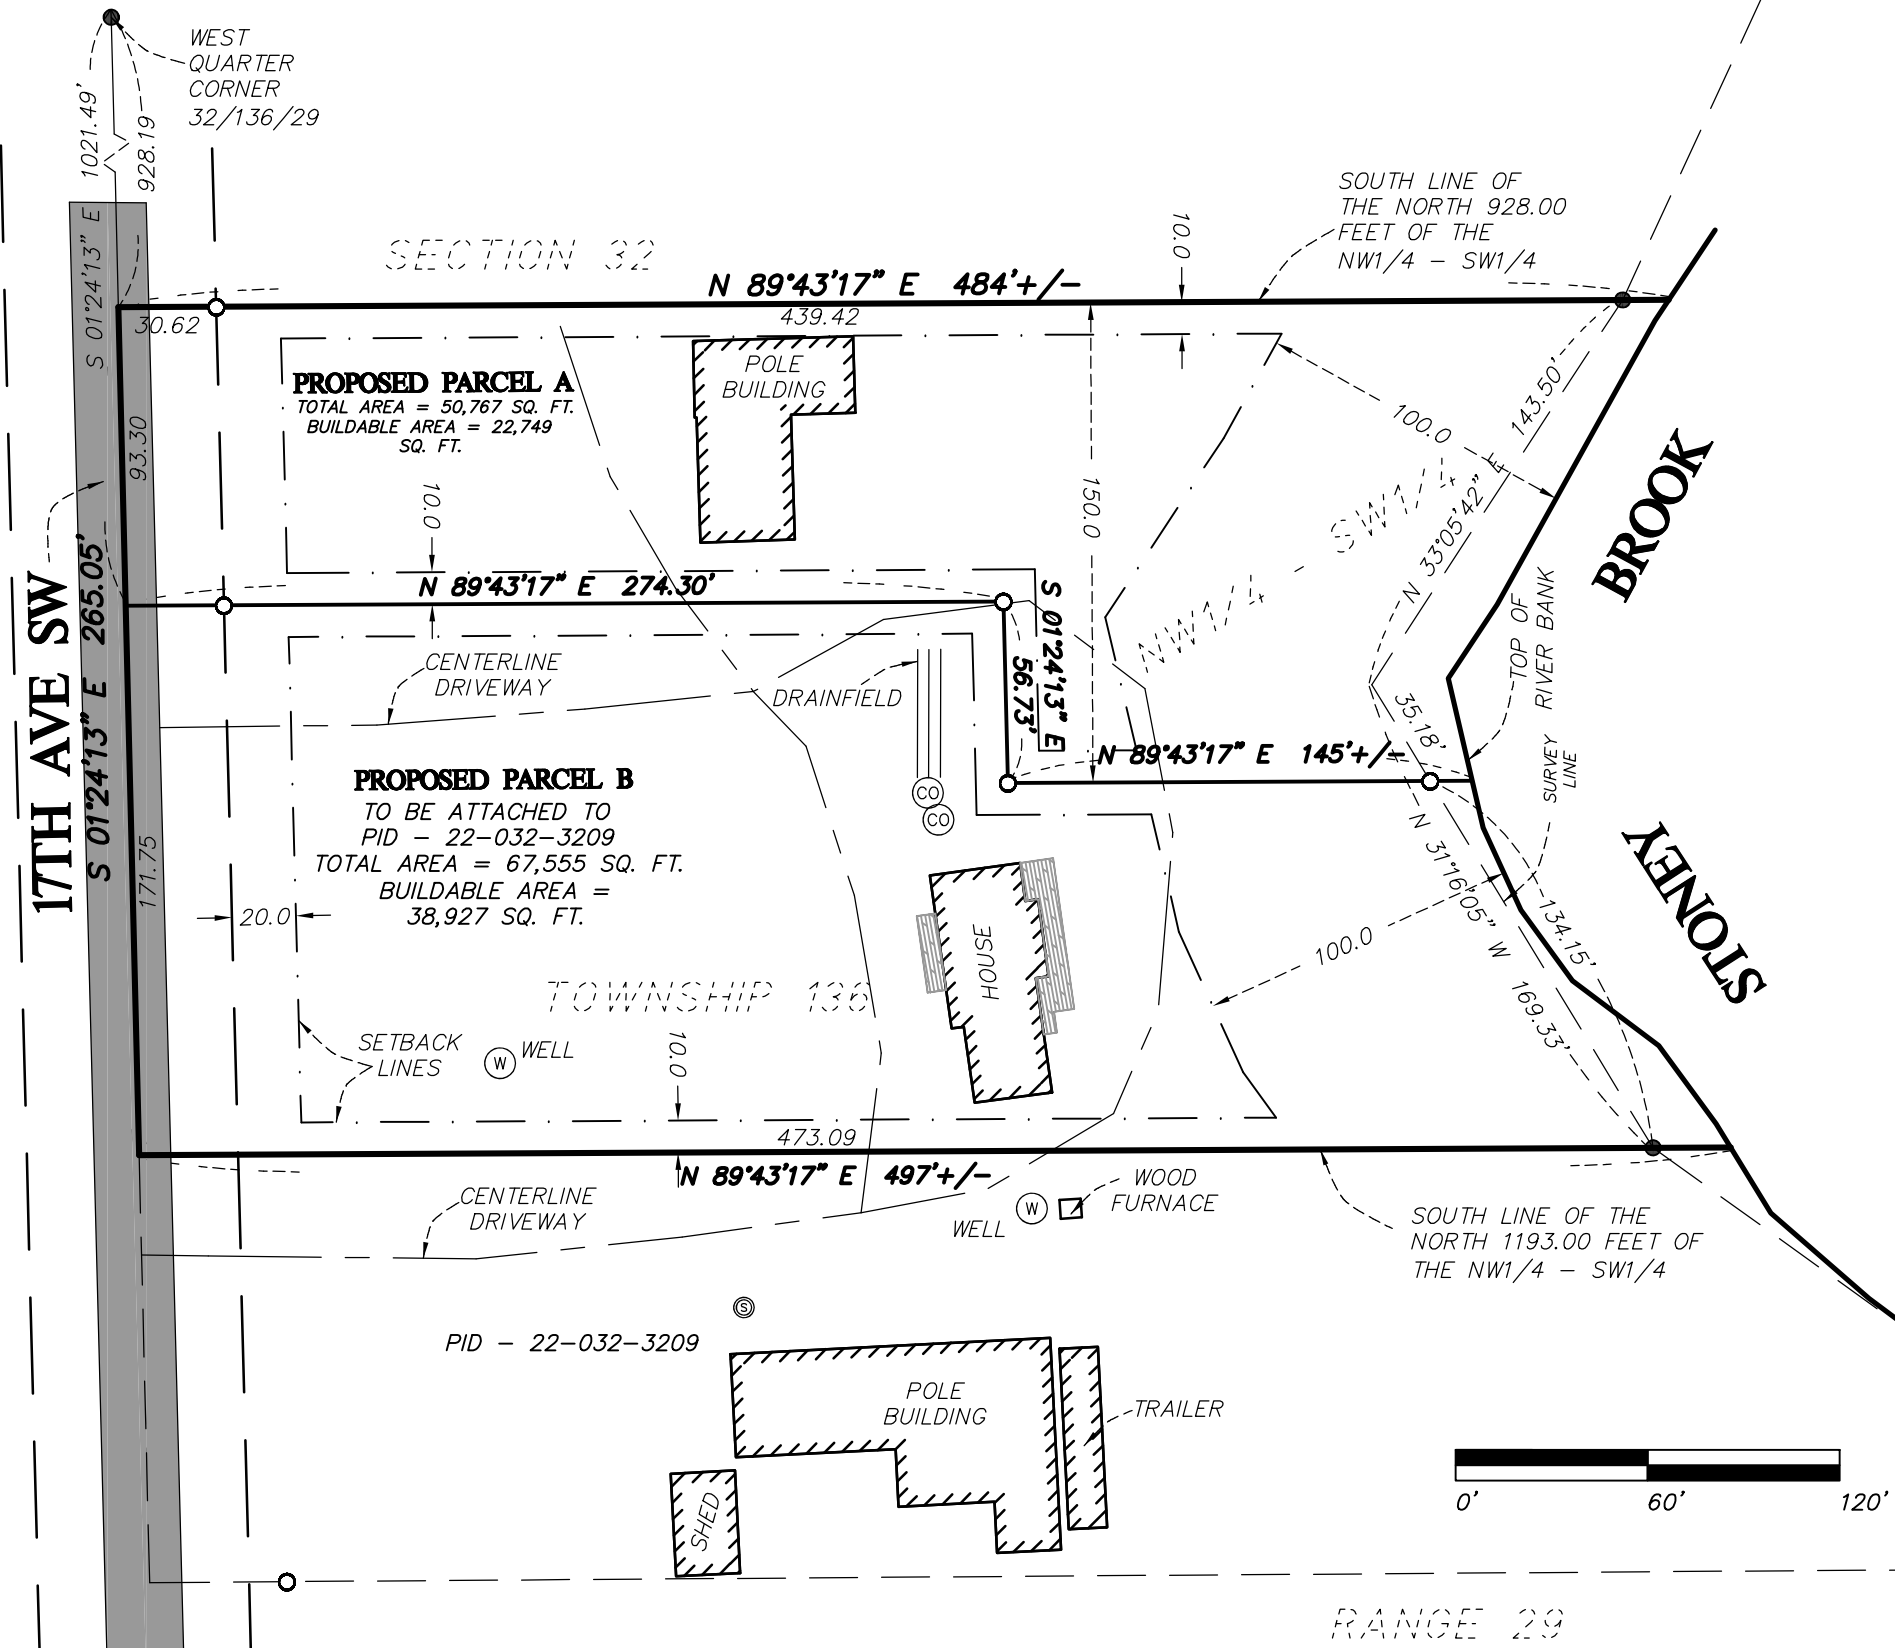 WEST
QUARTER
CORNER
32/136/29
1021.49'
928.19
S 01°24'13" E
SECTION 32
N 89°43'17" E 484'+/-
10.0
SOUTH LINE OF
THE NORTH 928.00
FEET OF THE
NW1/4 - SW1/4
30.62
439.42
PROPOSED PARCEL A
TOTAL AREA = 50,767 SQ. FT.
BUILDABLE AREA = 22,749
SQ. FT.
POLE
BUILDING
93.30
10.0
150.0
100.0
143.50'
N 33°05'42" E
NW1/4 - SW1/4
BROOK
STONEY
17TH AVE SW
S 01°24'13" E 265.05'
N 89°43'17" E 274.30'
S 01°24'13" E
56.73'
CENTERLINE
DRIVEWAY
DRAINFIELD
TOP OF
RIVER BANK
35.18'
N 89°43'17" E 145'+/-
SURVEY
LINE
PROPOSED PARCEL B
TO BE ATTACHED TO
PID - 22-032-3209
TOTAL AREA = 67,555 SQ. FT.
BUILDABLE AREA =
38,927 SQ. FT.
CO
CO
171.75
20.0
HOUSE
100.0
N 31°16'05" W 169.33'
134.15'
TOWNSHIP 136
SETBACK
LINES
W
WELL
10.0
473.09
N 89°43'17" E 497'+/-
CENTERLINE
DRIVEWAY
WELL
W
WOOD
FURNACE
SOUTH LINE OF THE
NORTH 1193.00 FEET OF
THE NW1/4 - SW1/4
S
PID - 22-032-3209
POLE
BUILDING
TRAILER
SHED
0' 60' 120'
RANGE 29